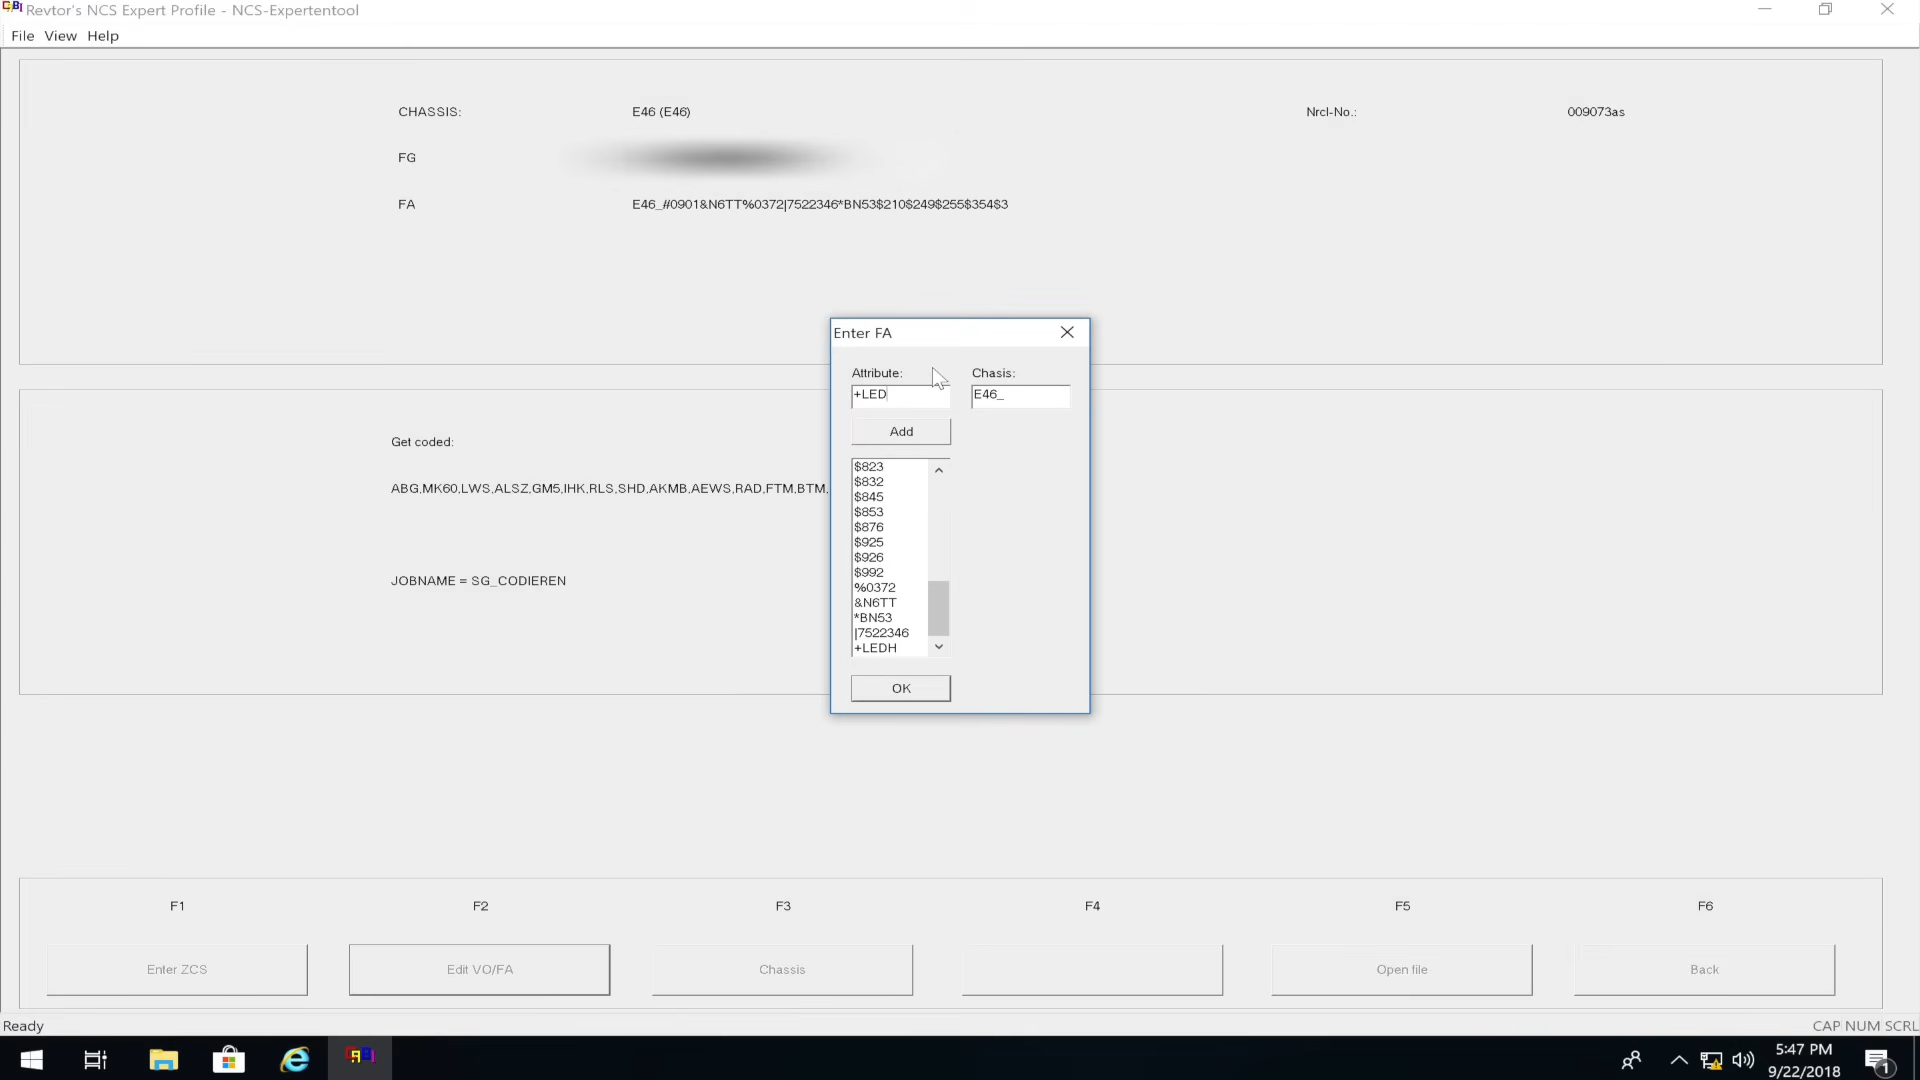 Revtor's NCS Expert Profile - NCS-Expertentool
File View Help
CHASSIS: E46 (E46) Nrcl-No.: 009073as
FG
FA E46_#0901&N6TT%0372|7522346*BN53$210$249$255$354$3
Enter FA
Attribute: Chasis:
+LED E46_
Add
$823
$832
$845
$853
$876
$925
$926
$992
%0372
&N6TT
*BN53
|7522346
+LEDH
OK
Get coded:
ABG,MK60,LWS,ALSZ,GM5,IHK,RLS,SHD,AKMB,AEWS,RAD,FTM,BTM,
JOBNAME = SG_CODIEREN
F1 F2 F3 F4 F5 F6
Enter ZCS Edit VO/FA Chassis Open file Back
Ready CAP NUM SCRL
5:47 PM
9/22/2018
1